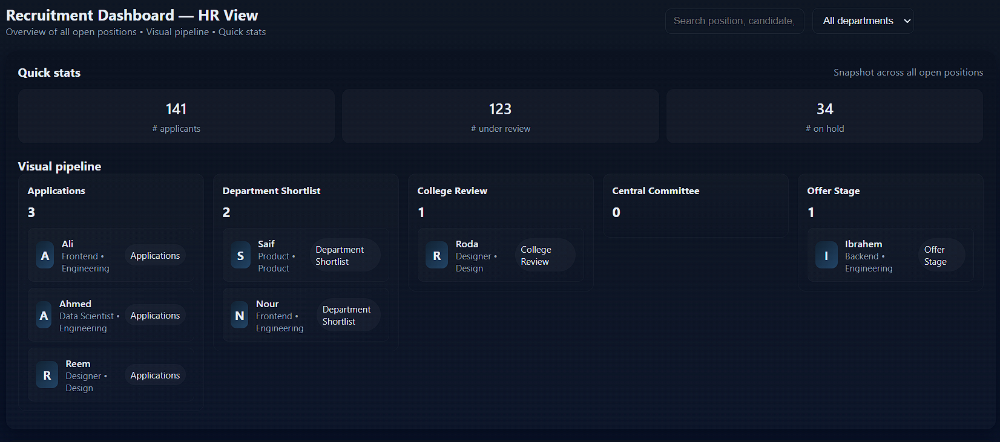 Recruitment Dashboard — HR View
Overview of all open positions • Visual pipeline • Quick stats
Search position, candidate,
All departments
Quick stats
Snapshot across all open positions
141
# applicants
123
# under review
34
# on hold
Visual pipeline
Applications
3
A
Ali
Frontend •
Engineering
Applications
A
Ahmed
Data Scientist •
Engineering
Applications
R
Reem
Designer •
Design
Applications
Department Shortlist
2
S
Saif
Product •
Product
Department
Shortlist
N
Nour
Frontend •
Engineering
Department
Shortlist
College Review
1
R
Roda
Designer •
Design
College
Review
Central Committee
0
Offer Stage
1
I
Ibrahem
Backend •
Engineering
Offer
Stage